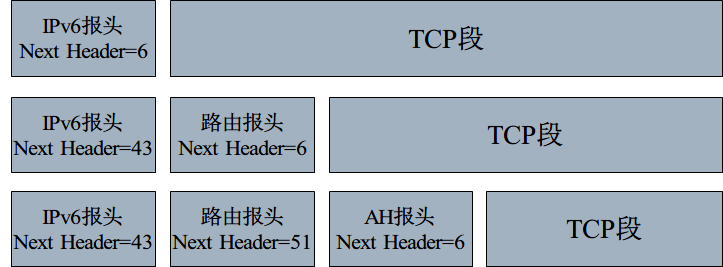 IPv6报头
Next Header=6
TCP段
IPv6报头
Next Header=43
路由报头
Next Header=6
TCP段
IPv6报头
Next Header=43
路由报头
Next Header=51
AH报头
Next Header=6
TCP段